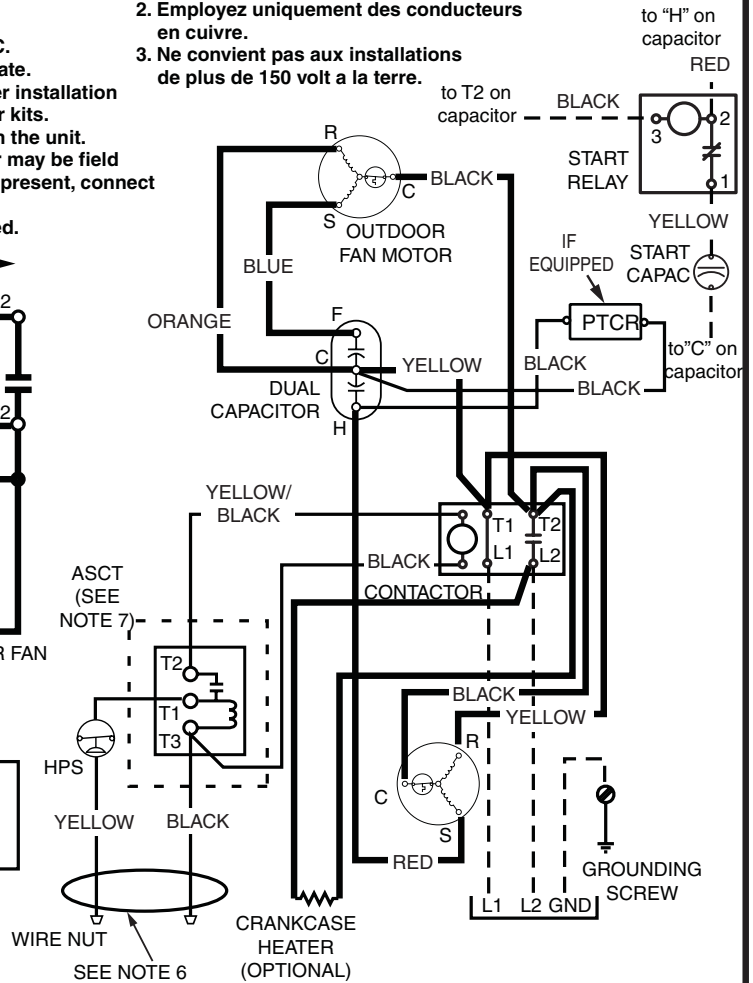 2. Employez uniquement des conducteurs
en cuivre.
3. Ne convient pas aux installations
de plus de 150 volt a la terre.
C.
ate.
er installation
r kits.
n the unit.
r may be field
present, connect
ed.
2
2
R FAN
to “H” on
capacitor
RED
to T2 on
capacitor
BLACK
3
2
1
START
RELAY
YELLOW
START
CAPAC
to”C” on
capacitor
IF
EQUIPPED
PTCR
BLACK
BLACK
R
C
S
BLACK
OUTDOOR
FAN MOTOR
BLUE
ORANGE
F
C
H
YELLOW
DUAL
CAPACITOR
YELLOW/
BLACK
BLACK
T1
T2
L1
L2
CONTACTOR
ASCT
(SEE
NOTE 7)
T2
T1
T3
HPS
YELLOW
BLACK
BLACK
YELLOW
R
C
S
RED
GROUNDING
SCREW
L1 L2 GND
WIRE NUT
SEE NOTE 6
CRANKCASE
HEATER
(OPTIONAL)